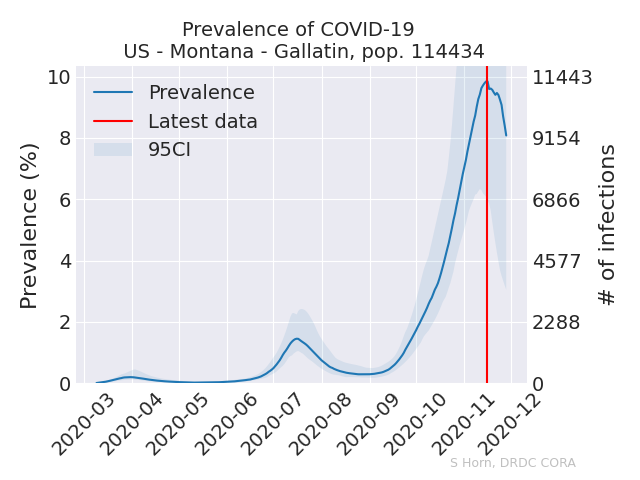 Prevalence of COVID-19
US - Montana - Gallatin, pop. 114434
Prevalence (%)
10
8
6
4
2
0
Prevalence
Latest data
95CI
11443
9154
6866
4577
2288
0
# of infections
2020-03
2020-04
2020-05
2020-06
2020-07
2020-08
2020-09
2020-10
2020-11
2020-12
S Horn, DRDC CORA